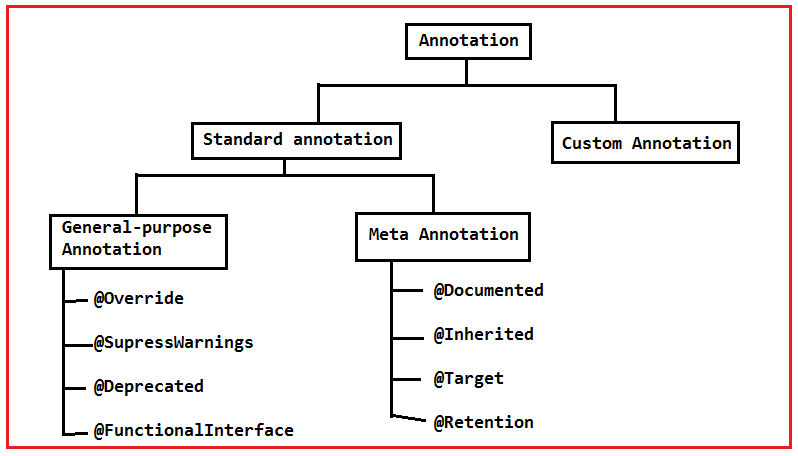 Annotation
Standard annotation
Custom Annotation
General-purpose
Annotation
Meta Annotation
@Override
@SupressWarnings
@Deprecated
@FunctionalInterface
@Documented
@Inherited
@Target
@Retention